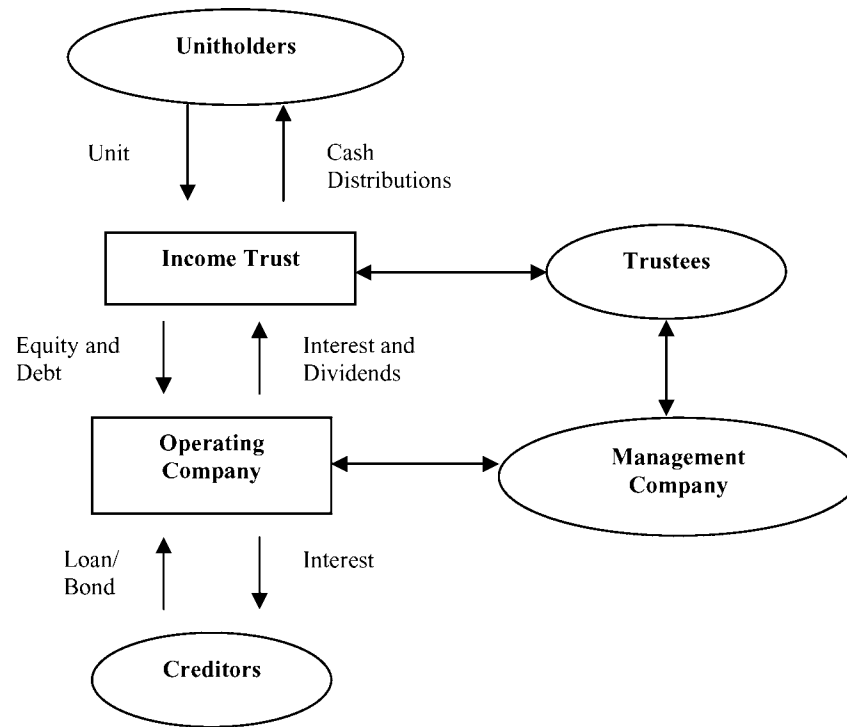 Unitholders
Unit
Cash
Distributions
Income Trust
Trustees
Equity and
Debt
Interest and
Dividends
Operating
Company
Management
Company
Loan/
Bond
Interest
Creditors